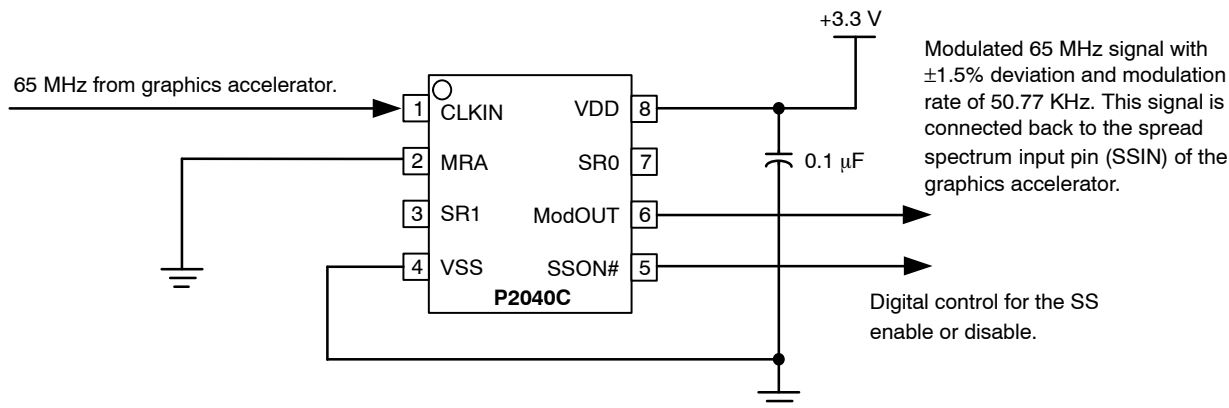 +3.3 V
65 MHz from graphics accelerator.
Modulated 65 MHz signal with
±1.5% deviation and modulation
rate of 50.77 KHz. This signal is
connected back to the spread
spectrum input pin (SSIN) of the
graphics accelerator.
1 CLKIN VDD 8
2 MRA SR0 7
0.1 μF
3 SR1 ModOUT 6
4 VSS SSON# 5
P2040C
Digital control for the SS
enable or disable.